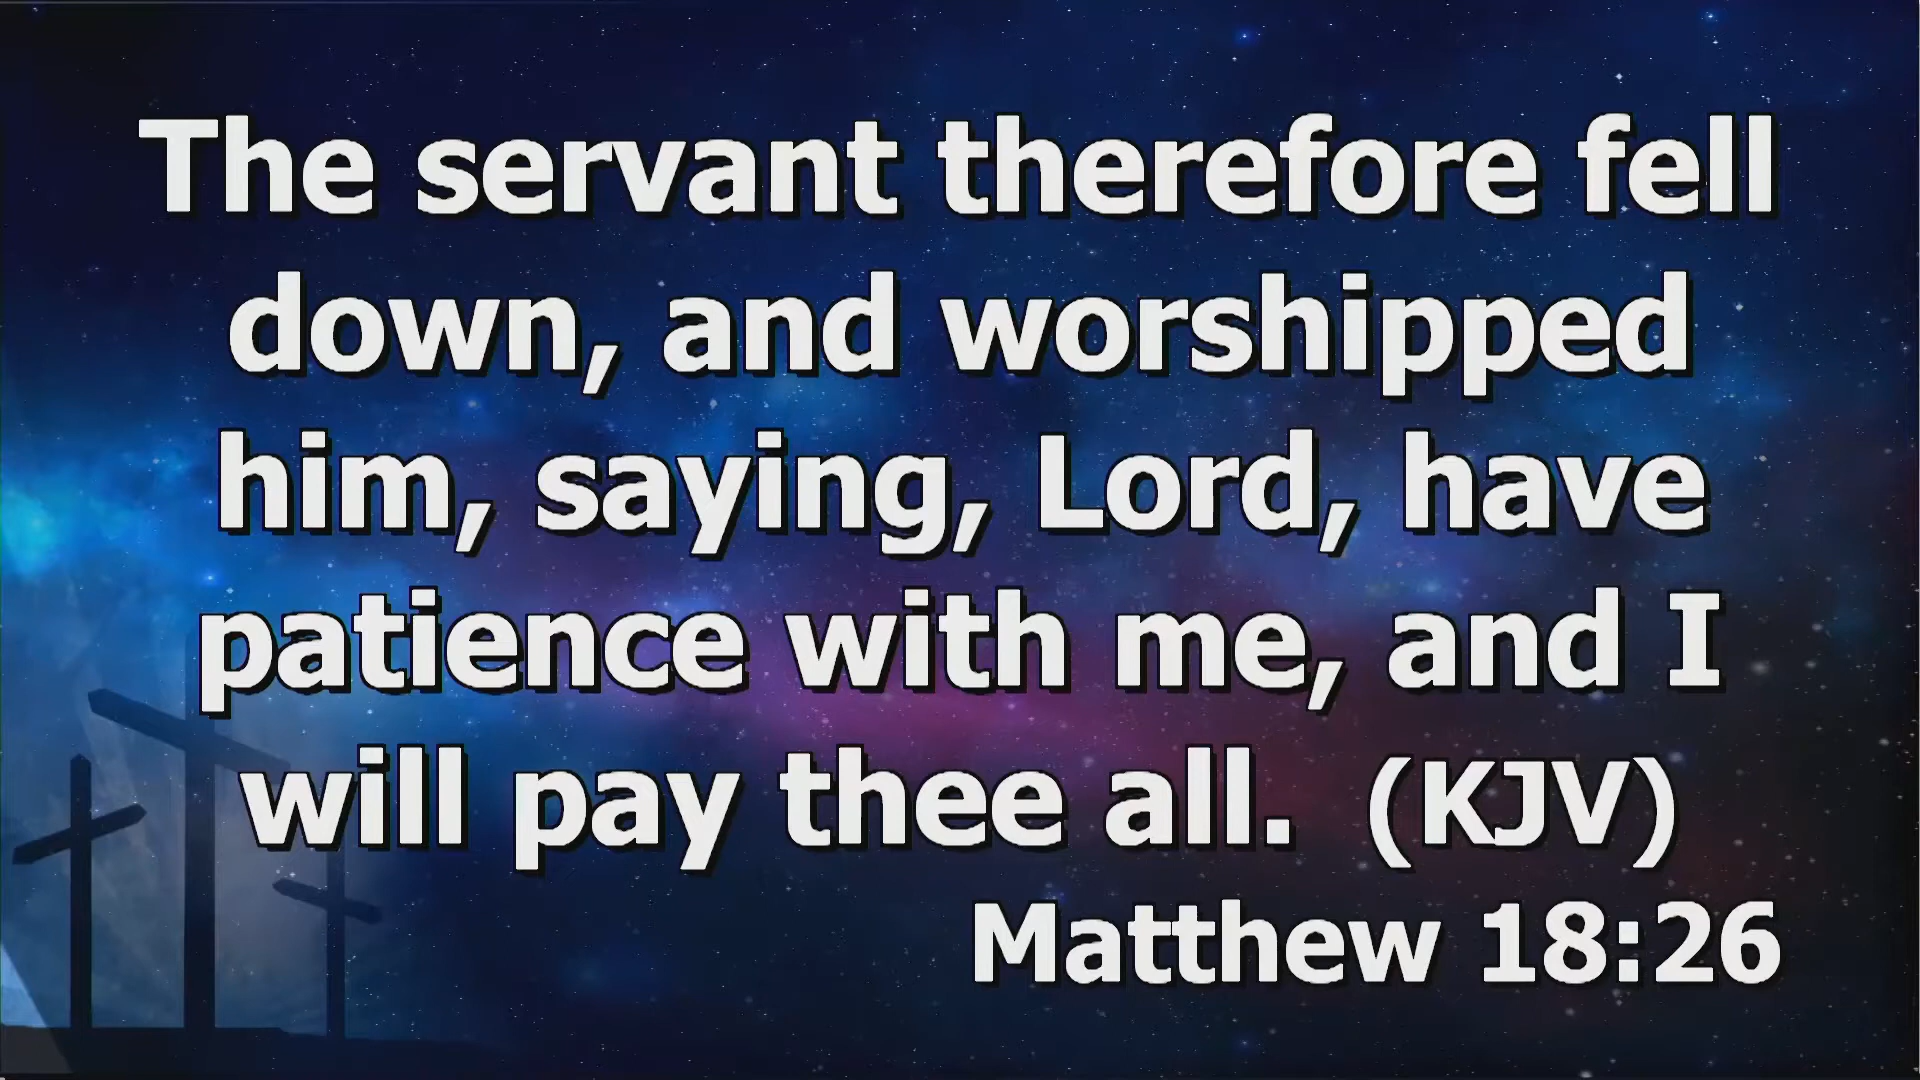 The servant therefore fell
down, and worshipped
him, saying, Lord, have
patience with me, and I
will pay thee all. (KJV)
Matthew 18:26